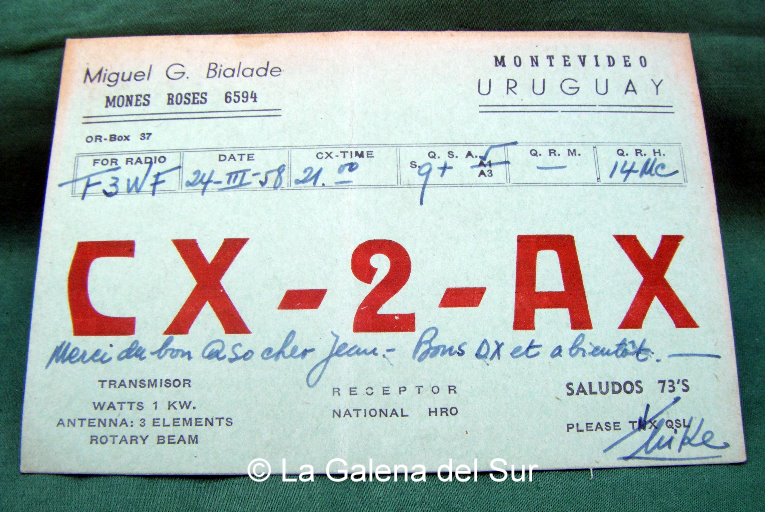 Miguel G. Bialade
MONES ROSES 6594
MONTEVIDEO
URUGUAY
OR-Box 37
FOR RADIO DATE CX-TIME Q. S. A. Q. R. M. Q. R. H.
F3WF 24-III-58 21.00 S. 9+ A1 — 14Mc
A3
CX-2-AX
Merci du bon QSO cher Jean.- Bons DX et a bientôt.—
TRANSMISOR
WATTS 1 KW.
ANTENNA: 3 ELEMENTS
ROTARY BEAM
RECEPTOR
NATIONAL HRO
SALUDOS 73'S
PLEASE TNX QSL
Mike
© La Galena del Sur